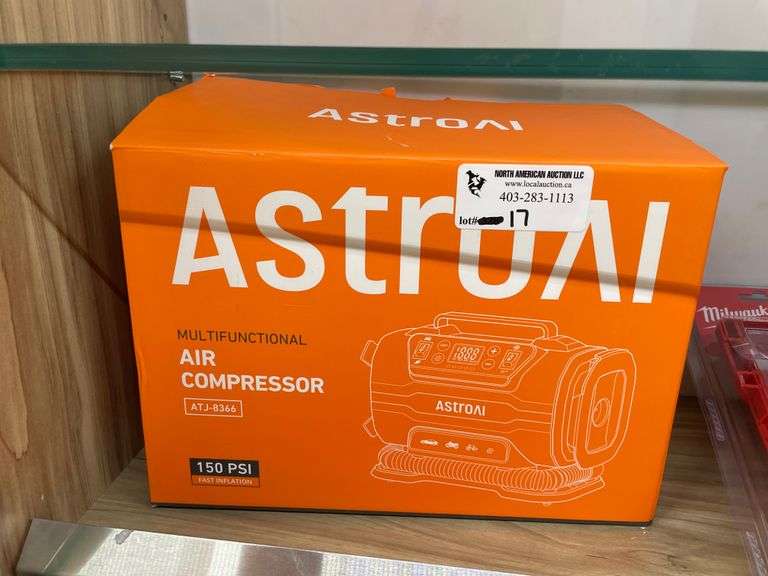 AstroAI
NORTH AMERICAN AUCTION LLC
www.localauction.ca
403-283-1113
lot# 17
AstroAI
MULTIFUNCTIONAL
AIR
COMPRESSOR
ATJ-8366
AstroAI
150 PSI
FAST INFLATION
Milwauk